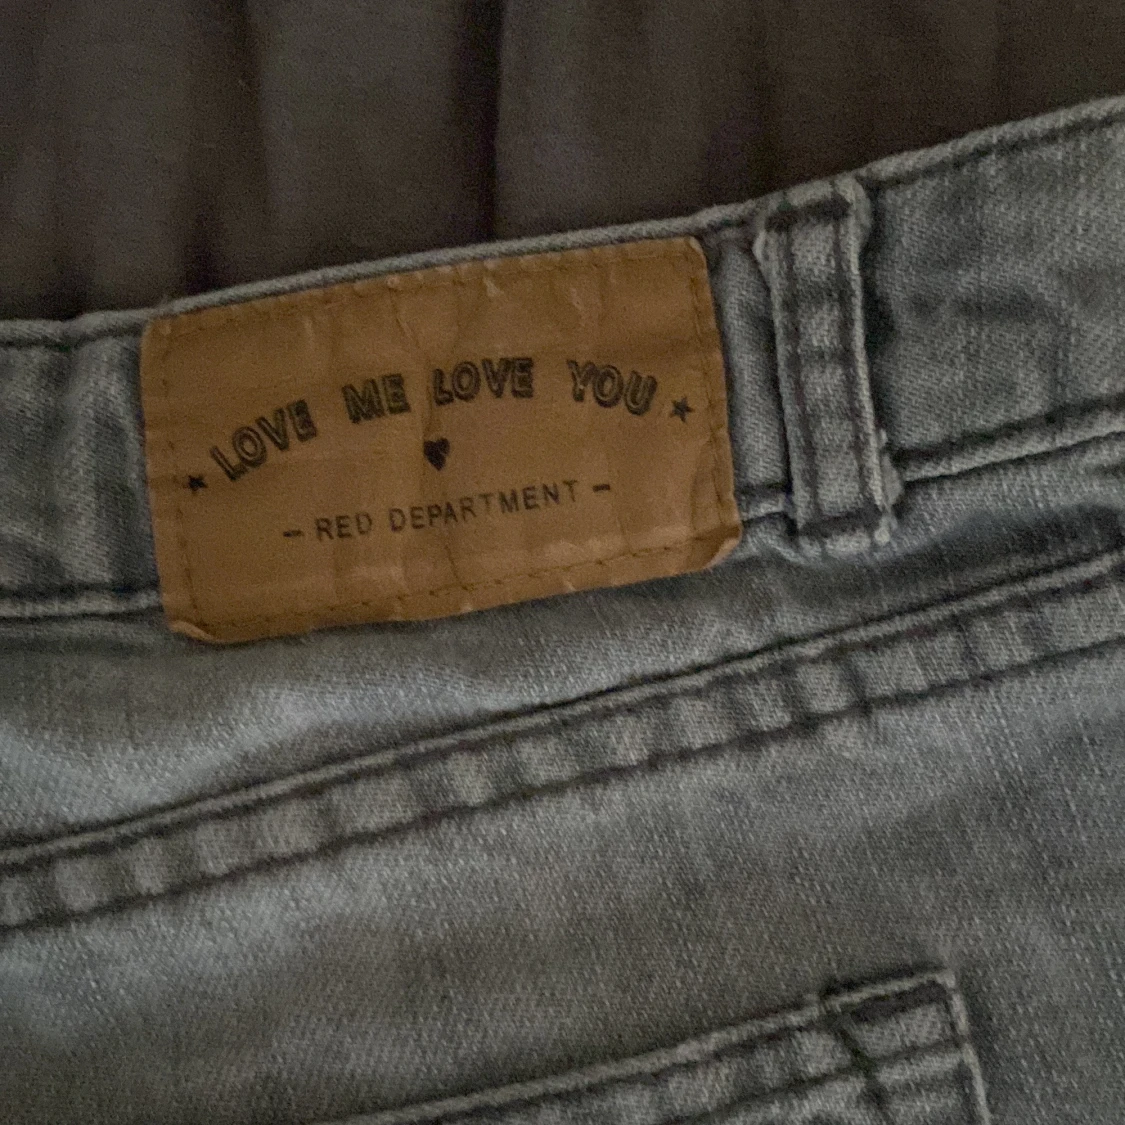 ★ LOVE ME LOVE YOU ★
♥
– RED DEPARTMENT –